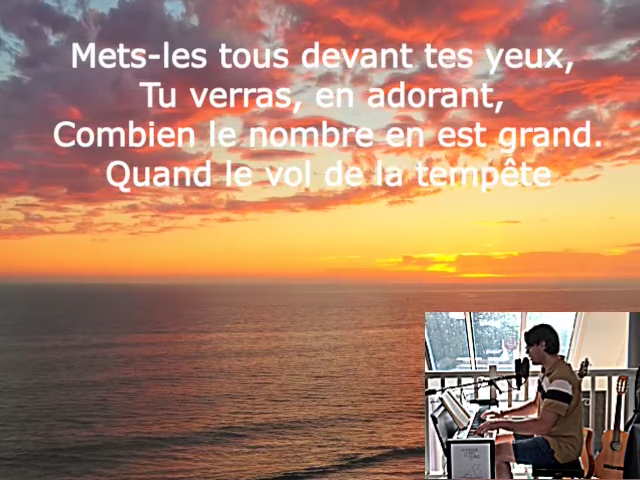 Mets-les tous devant tes yeux,
Tu verras, en adorant,
Combien le nombre en est grand.
Quand le vol de la tempête